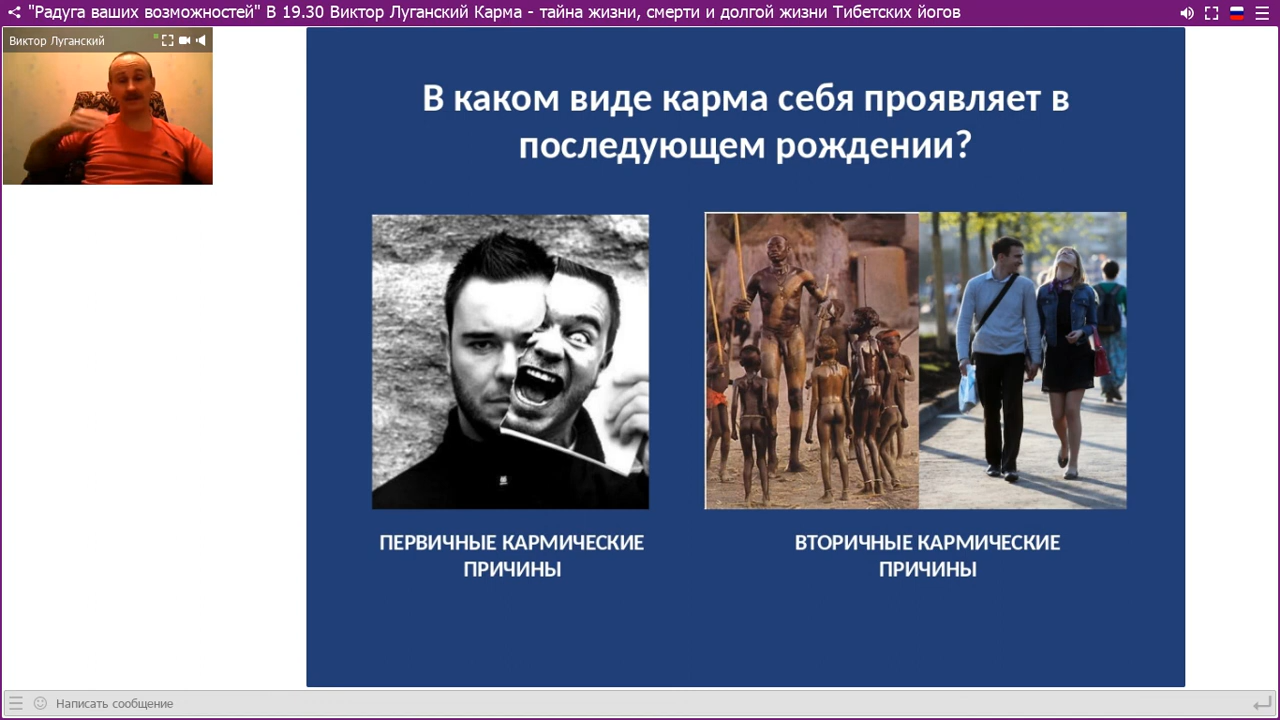 "Радуга ваших возможностей" В 19.30 Виктор Луганский Карма - тайна жизни, смерти и долгой жизни Тибетских йогов
Виктор Луганский
В каком виде карма себя проявляет в
последующем рождении?
ПЕРВИЧНЫЕ КАРМИЧЕСКИЕ
ПРИЧИНЫ
ВТОРИЧНЫЕ КАРМИЧЕСКИЕ
ПРИЧИНЫ
Написать сообщение